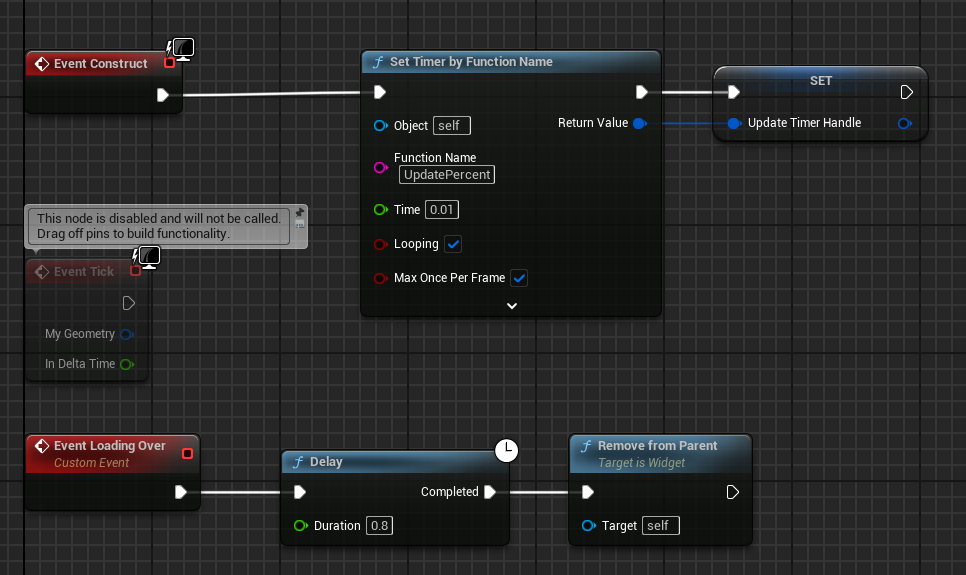 Event Construct
Set Timer by Function Name
SET
Object self
Return Value
Update Timer Handle
Function Name
UpdatePercent
Time 0.01
Looping
Max Once Per Frame
This node is disabled and will not be called.
Drag off pins to build functionality.
Event Tick
My Geometry
In Delta Time
Event Loading Over
Custom Event
Delay
Completed
Duration 0.8
Remove from Parent
Target is Widget
Target self